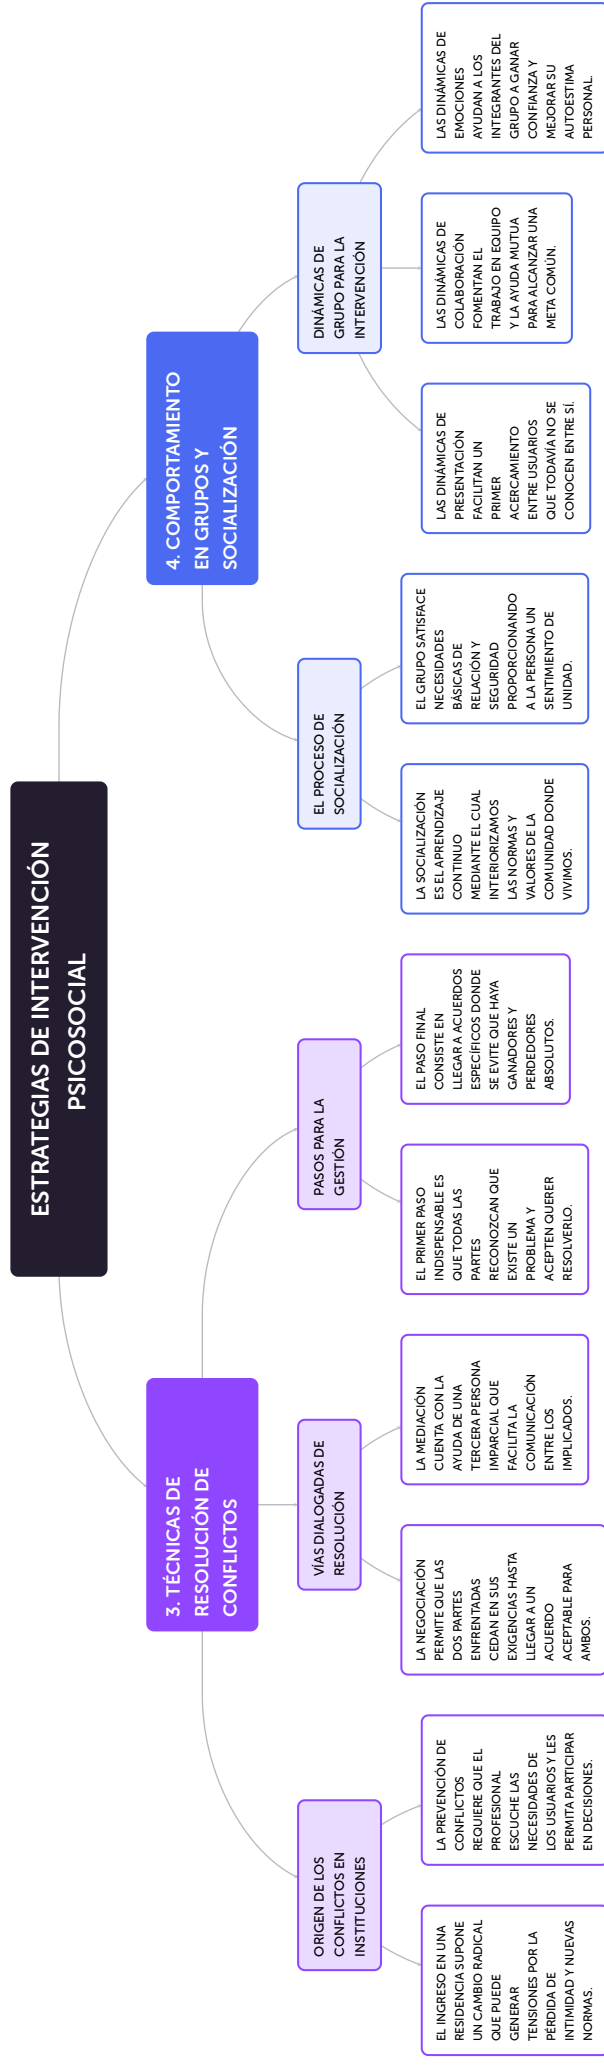 ESTRATEGIAS DE INTERVENCIÓN
PSICOSOCIAL
3. TÉCNICAS DE
RESOLUCIÓN DE
CONFLICTOS
ORIGEN DE LOS
CONFLICTOS EN
INSTITUCIONES
EL INGRESO EN UNA
RESIDENCIA SUPONE
UN CAMBIO RADICAL
QUE PUEDE
GENERAR
TENSIONES POR LA
PÉRDIDA DE
INTIMIDAD Y NUEVAS
NORMAS.
LA PREVENCIÓN DE
CONFLICTOS
REQUIERE QUE EL
PROFESIONAL
ESCUCHE LAS
NECESIDADES DE
LOS USUARIOS Y LES
PERMITA PARTICIPAR
EN DECISIONES.
VÍAS DIALOGADAS DE
RESOLUCIÓN
LA NEGOCIACIÓN
PERMITE QUE LAS
DOS PARTES
ENFRENTADAS
CEDAN EN SUS
EXIGENCIAS HASTA
LLEGAR A UN
ACUERDO
ACEPTABLE PARA
AMBOS.
LA MEDIACIÓN
CUENTA CON LA
AYUDA DE UNA
TERCERA PERSONA
IMPARCIAL QUE
FACILITA LA
COMUNICACIÓN
ENTRE LOS
IMPLICADOS.
PASOS PARA LA
GESTIÓN
EL PRIMER PASO
INDISPENSABLE ES
QUE TODAS LAS
PARTES
RECONOZCAN QUE
EXISTE UN
PROBLEMA Y
ACEPTEN QUERER
RESOLVERLO.
EL PASO FINAL
CONSISTE EN
LLEGAR A ACUERDOS
ESPECÍFICOS DONDE
SE EVITE QUE HAYA
GANADORES Y
PERDEDORES
ABSOLUTOS.
4. COMPORTAMIENTO
EN GRUPOS Y
SOCIALIZACIÓN
EL PROCESO DE
SOCIALIZACIÓN
LA SOCIALIZACIÓN
ES EL APRENDIZAJE
CONTINUO
MEDIANTE EL CUAL
INTERIORIZAMOS
LAS NORMAS Y
VALORES DE LA
COMUNIDAD DONDE
VIVIMOS.
EL GRUPO SATISFACE
NECESIDADES
BÁSICAS DE
RELACIÓN Y
SEGURIDAD
PROPORCIONANDO
A LA PERSONA UN
SENTIMIENTO DE
UNIDAD.
DINÁMICAS DE
GRUPO PARA LA
INTERVENCIÓN
LAS DINÁMICAS DE
PRESENTACIÓN
FACILITAN UN
PRIMER
ACERCAMIENTO
ENTRE USUARIOS
QUE TODAVÍA NO SE
CONOCEN ENTRE SÍ.
LAS DINÁMICAS DE
COLABORACIÓN
FOMENTAN EL
TRABAJO EN EQUIPO
Y LA AYUDA MUTUA
PARA ALCANZAR UNA
META COMÚN.
LAS DINÁMICAS DE
EMOCIONES
AYUDAN A LOS
INTEGRANTES DEL
GRUPO A GANAR
CONFIANZA Y
MEJORAR SU
AUTOESTIMA
PERSONAL.